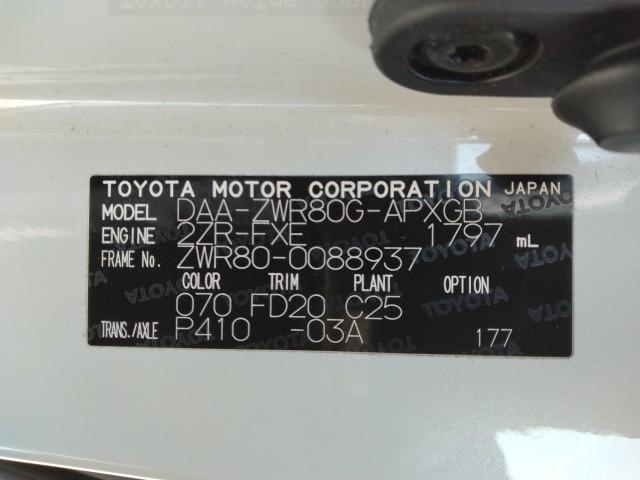 TOYOTA MOTOR CORPORATION JAPAN
MODEL DAA-ZWR80G-APXGB
ENGINE 2ZR-FXE 1797 mL
FRAME No. ZWR80-0088937
COLOR TRIM PLANT OPTION
070 FD20 C25
TRANS./AXLE P410 -03A 177